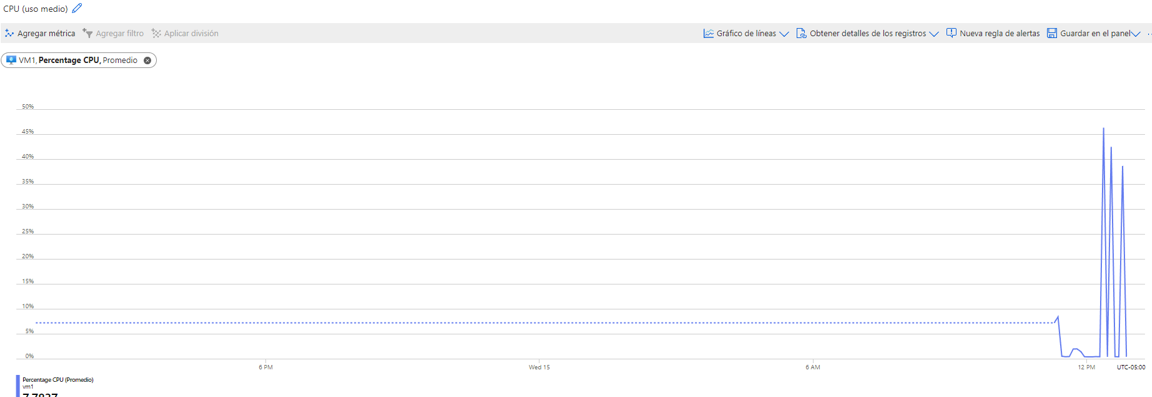 CPU (uso medio)
Agregar métrica Agregar filtro Aplicar división Gráfico de líneas Obtener detalles de los registros Nueva regla de alertas Guardar en el panel
VM1, Percentage CPU, Promedio
50%
45%
40%
35%
30%
25%
20%
15%
10%
5%
0%
6 PM Wed 15 6 AM 12 PM UTC-05:00
Percentage CPU (Promedio)
vm1